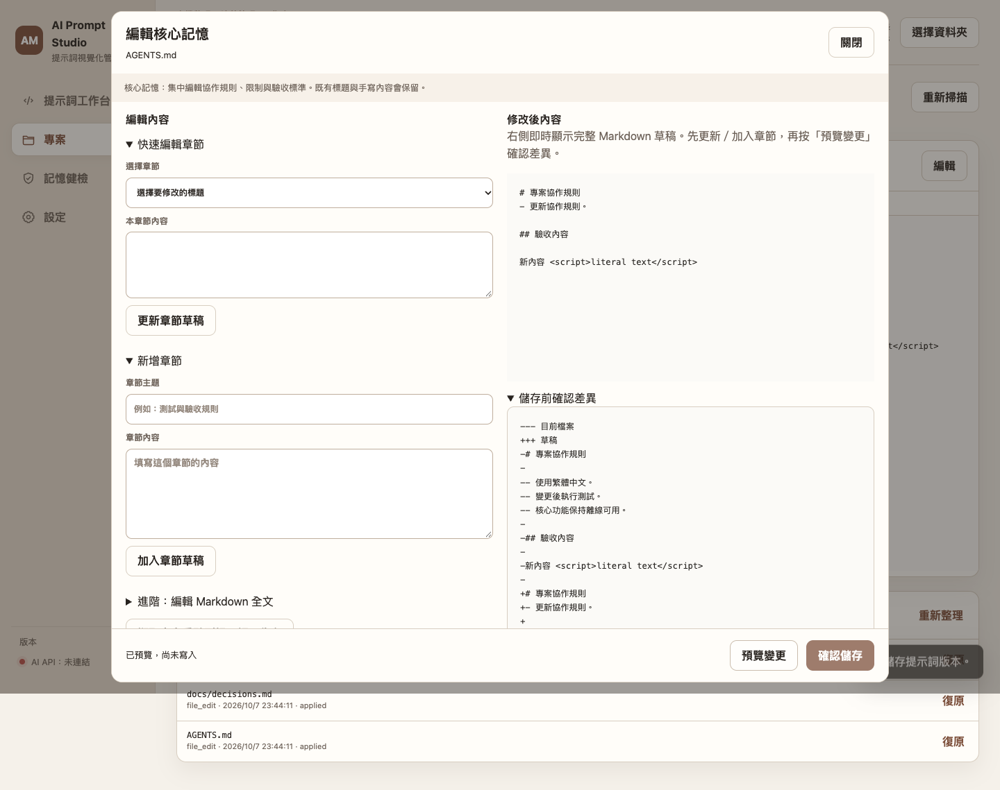 AM
AI Prompt
Studio
提示詞視覺化管
提示詞工作台
專案
記憶健檢
設定
版本
AI API：未連結
選擇資料夾
重新掃描
編輯
編輯核心記憶
AGENTS.md
關閉
核心記憶：集中編輯協作規則、限制與驗收標準。既有標題與手寫內容會保留。
編輯內容
▼ 快速編輯章節
選擇章節
選擇要修改的標題
本章節內容
更新章節草稿
▼ 新增章節
章節主題
例如：測試與驗收規則
章節內容
填寫這個章節的內容
加入章節草稿
▶ 進階：編輯 Markdown 全文
修改後內容
右側即時顯示完整 Markdown 草稿。先更新 / 加入章節，再按「預覽變更」
確認差異。
# 專案協作規則
- 更新協作規則。
## 驗收內容
新內容 <script>literal text</script>
▼ 儲存前確認差異
--- 目前檔案
+++ 草稿
-# 專案協作規則
-
-- 使用繁體中文。
-- 變更後執行測試。
-- 核心功能保持離線可用。
-
-## 驗收內容
-
-新內容 <script>literal text</script>
-
+# 專案協作規則
+- 更新協作規則。
+
已預覽，尚未寫入
預覽變更
確認儲存
t</script>
重新整理
儲存提示詞版本。
docs/decisions.md
file_edit · 2026/10/7 23:44:11 · applied
復原
AGENTS.md
file_edit · 2026/10/7 23:44:11 · applied
復原